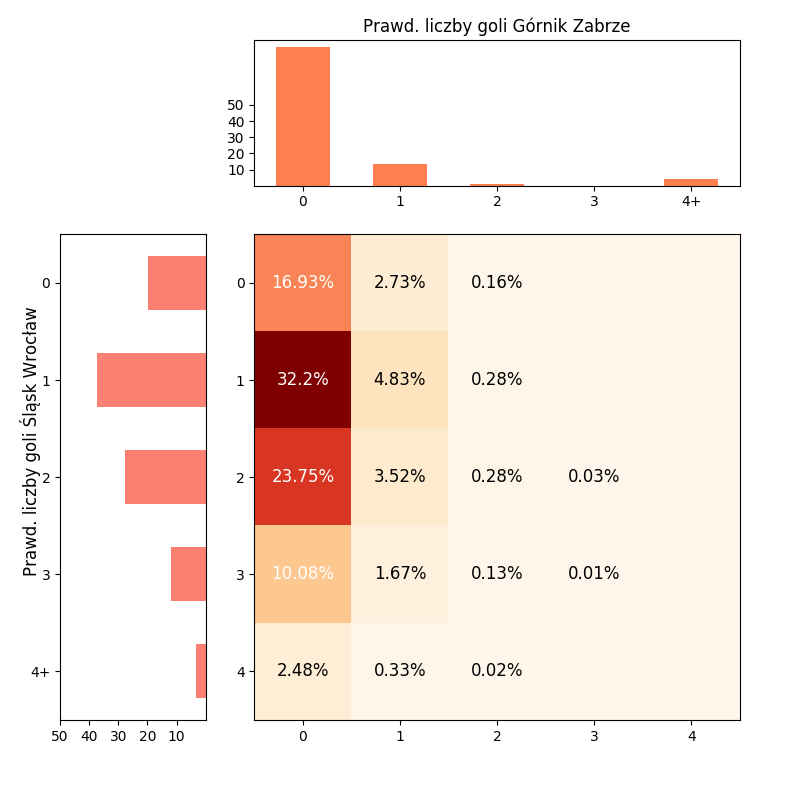 Prawd. liczby goli Górnik Zabrze
50
40
30
20
10
0 1 2 3 4+
Prawd. liczby goli Śląsk Wrocław
0
1
2
3
4+
50 40 30 20 10
0 16.93% 2.73% 0.16%
1 32.2% 4.83% 0.28%
2 23.75% 3.52% 0.28% 0.03%
3 10.08% 1.67% 0.13% 0.01%
4 2.48% 0.33% 0.02%
0 1 2 3 4